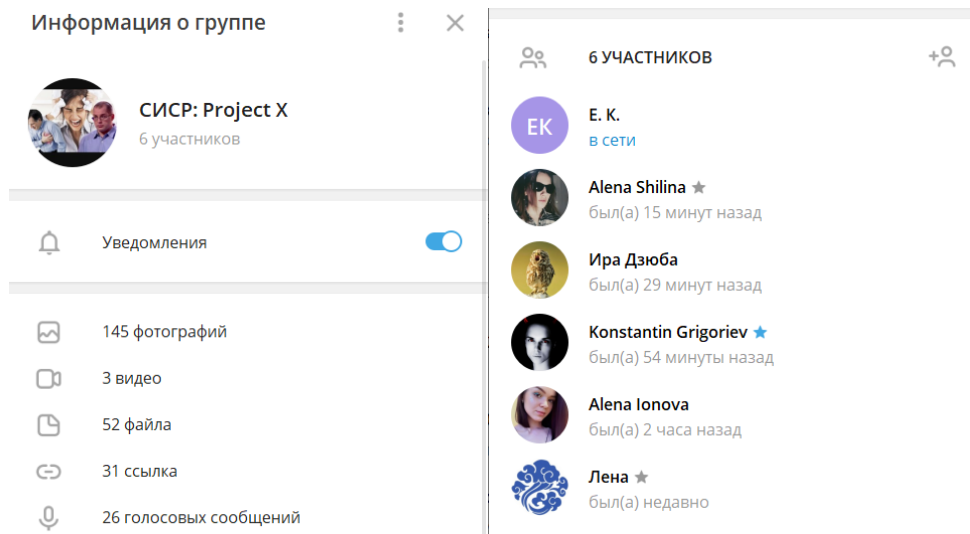 Информация о группе
СИСР: Project X
6 участников
Уведомления
145 фотографий
3 видео
52 файла
31 ссылка
26 голосовых сообщений
6 УЧАСТНИКОВ
ЕК
Е. К.
в сети
Alena Shilina
был(а) 15 минут назад
Ира Дзюба
был(а) 29 минут назад
Konstantin Grigoriev
был(а) 54 минуты назад
Alena Ionova
был(а) 2 часа назад
Лена
был(а) недавно